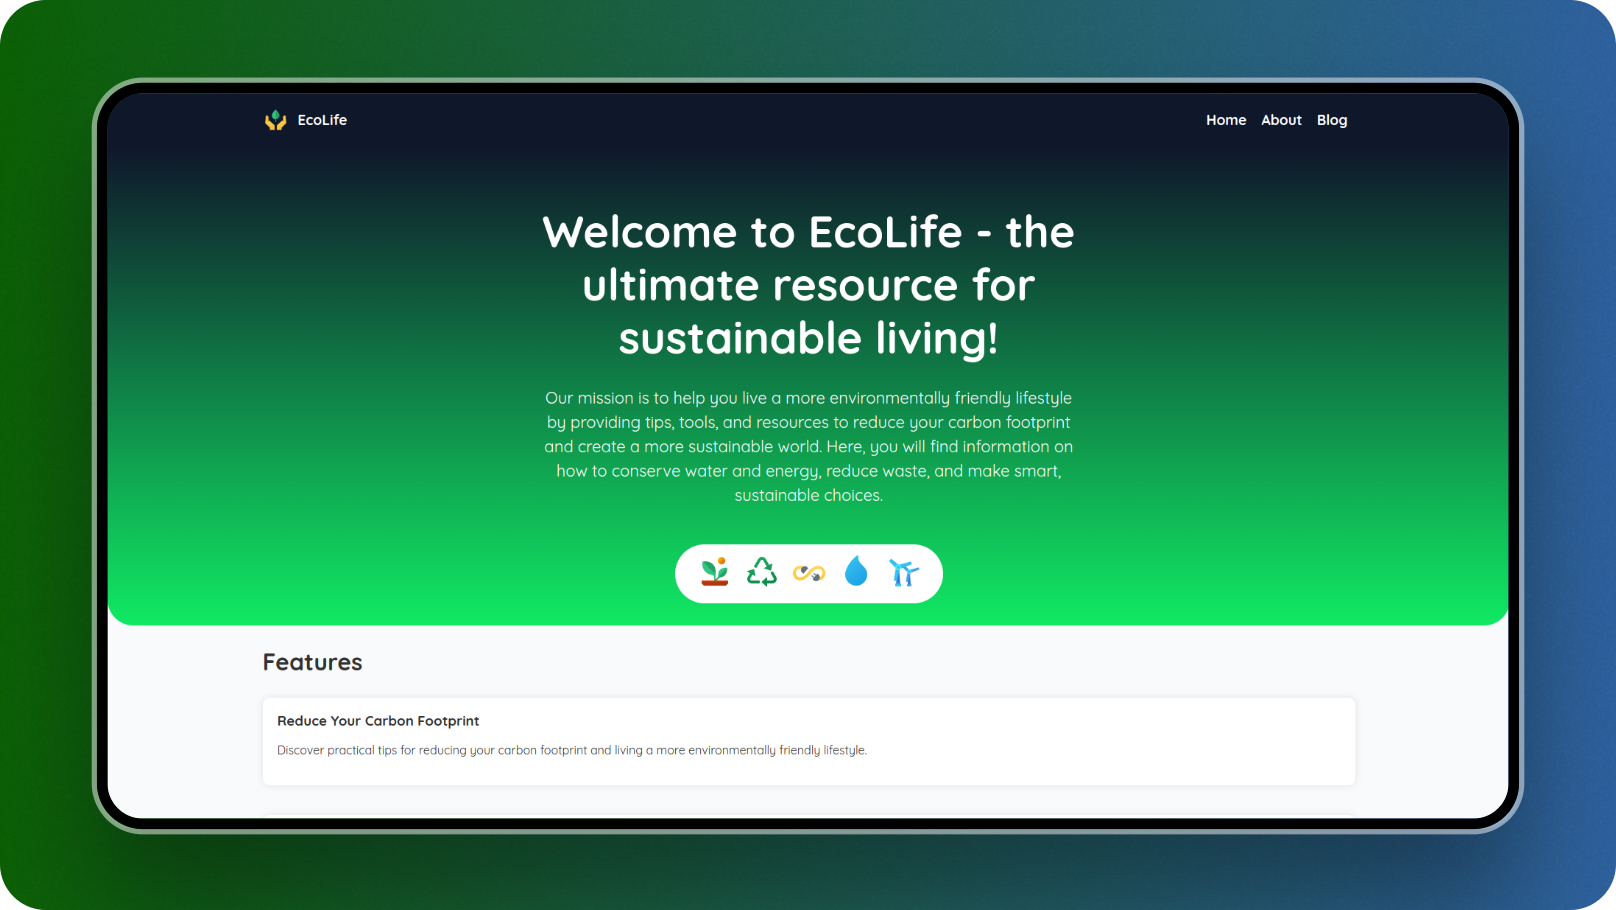 EcoLife
Home About Blog
Welcome to EcoLife - the
ultimate resource for
sustainable living!
Our mission is to help you live a more environmentally friendly lifestyle
by providing tips, tools, and resources to reduce your carbon footprint
and create a more sustainable world. Here, you will find information on
how to conserve water and energy, reduce waste, and make smart,
sustainable choices.
Features
Reduce Your Carbon Footprint
Discover practical tips for reducing your carbon footprint and living a more environmentally friendly lifestyle.